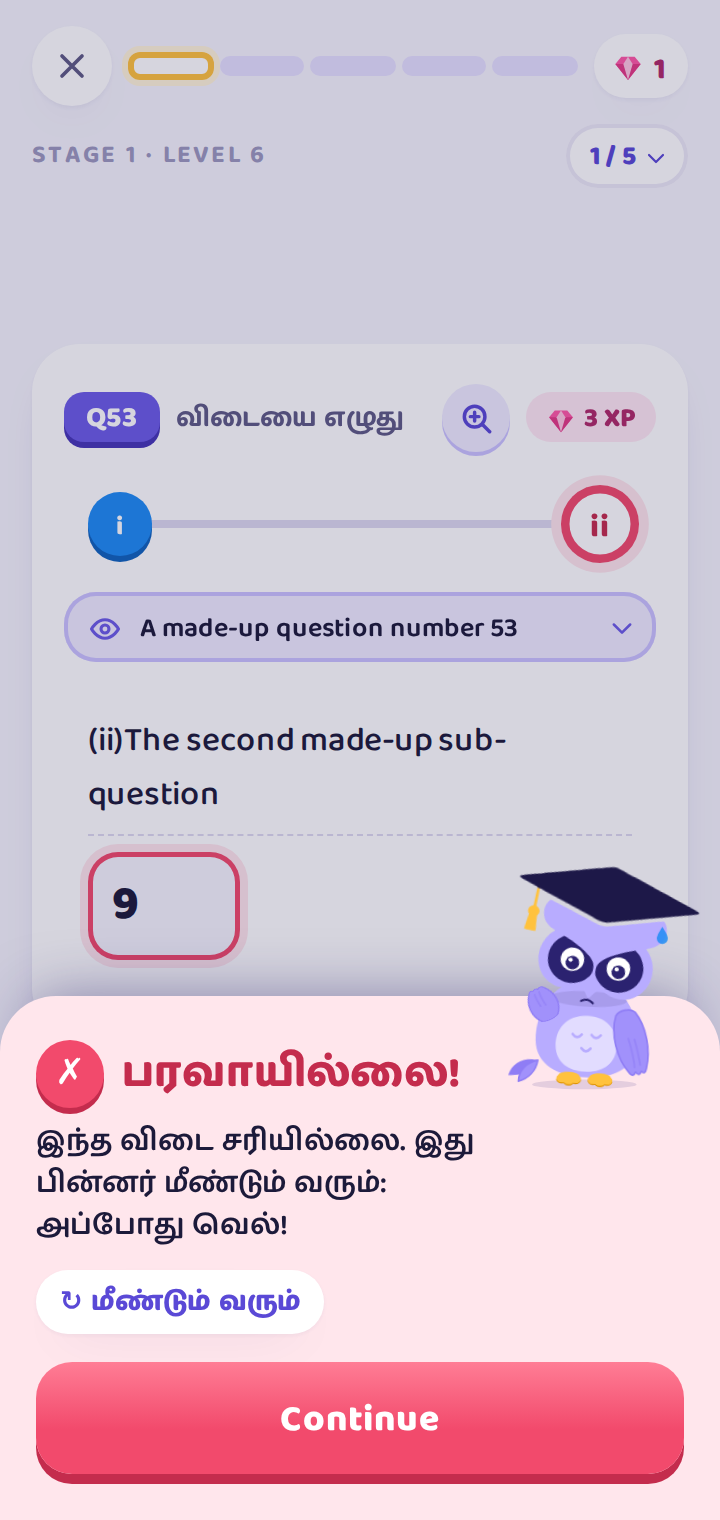 1
STAGE 1 · LEVEL 6
1 / 5
Q53 விடையை எழுது 3 XP
i ii
A made-up question number 53
(ii)The second made-up sub-
question
9
✗ பரவாயில்லை!
இந்த விடை சரியில்லை. இது
பின்னர் மீண்டும் வரும்:
அப்போது வெல்!
↻ மீண்டும் வரும்
Continue